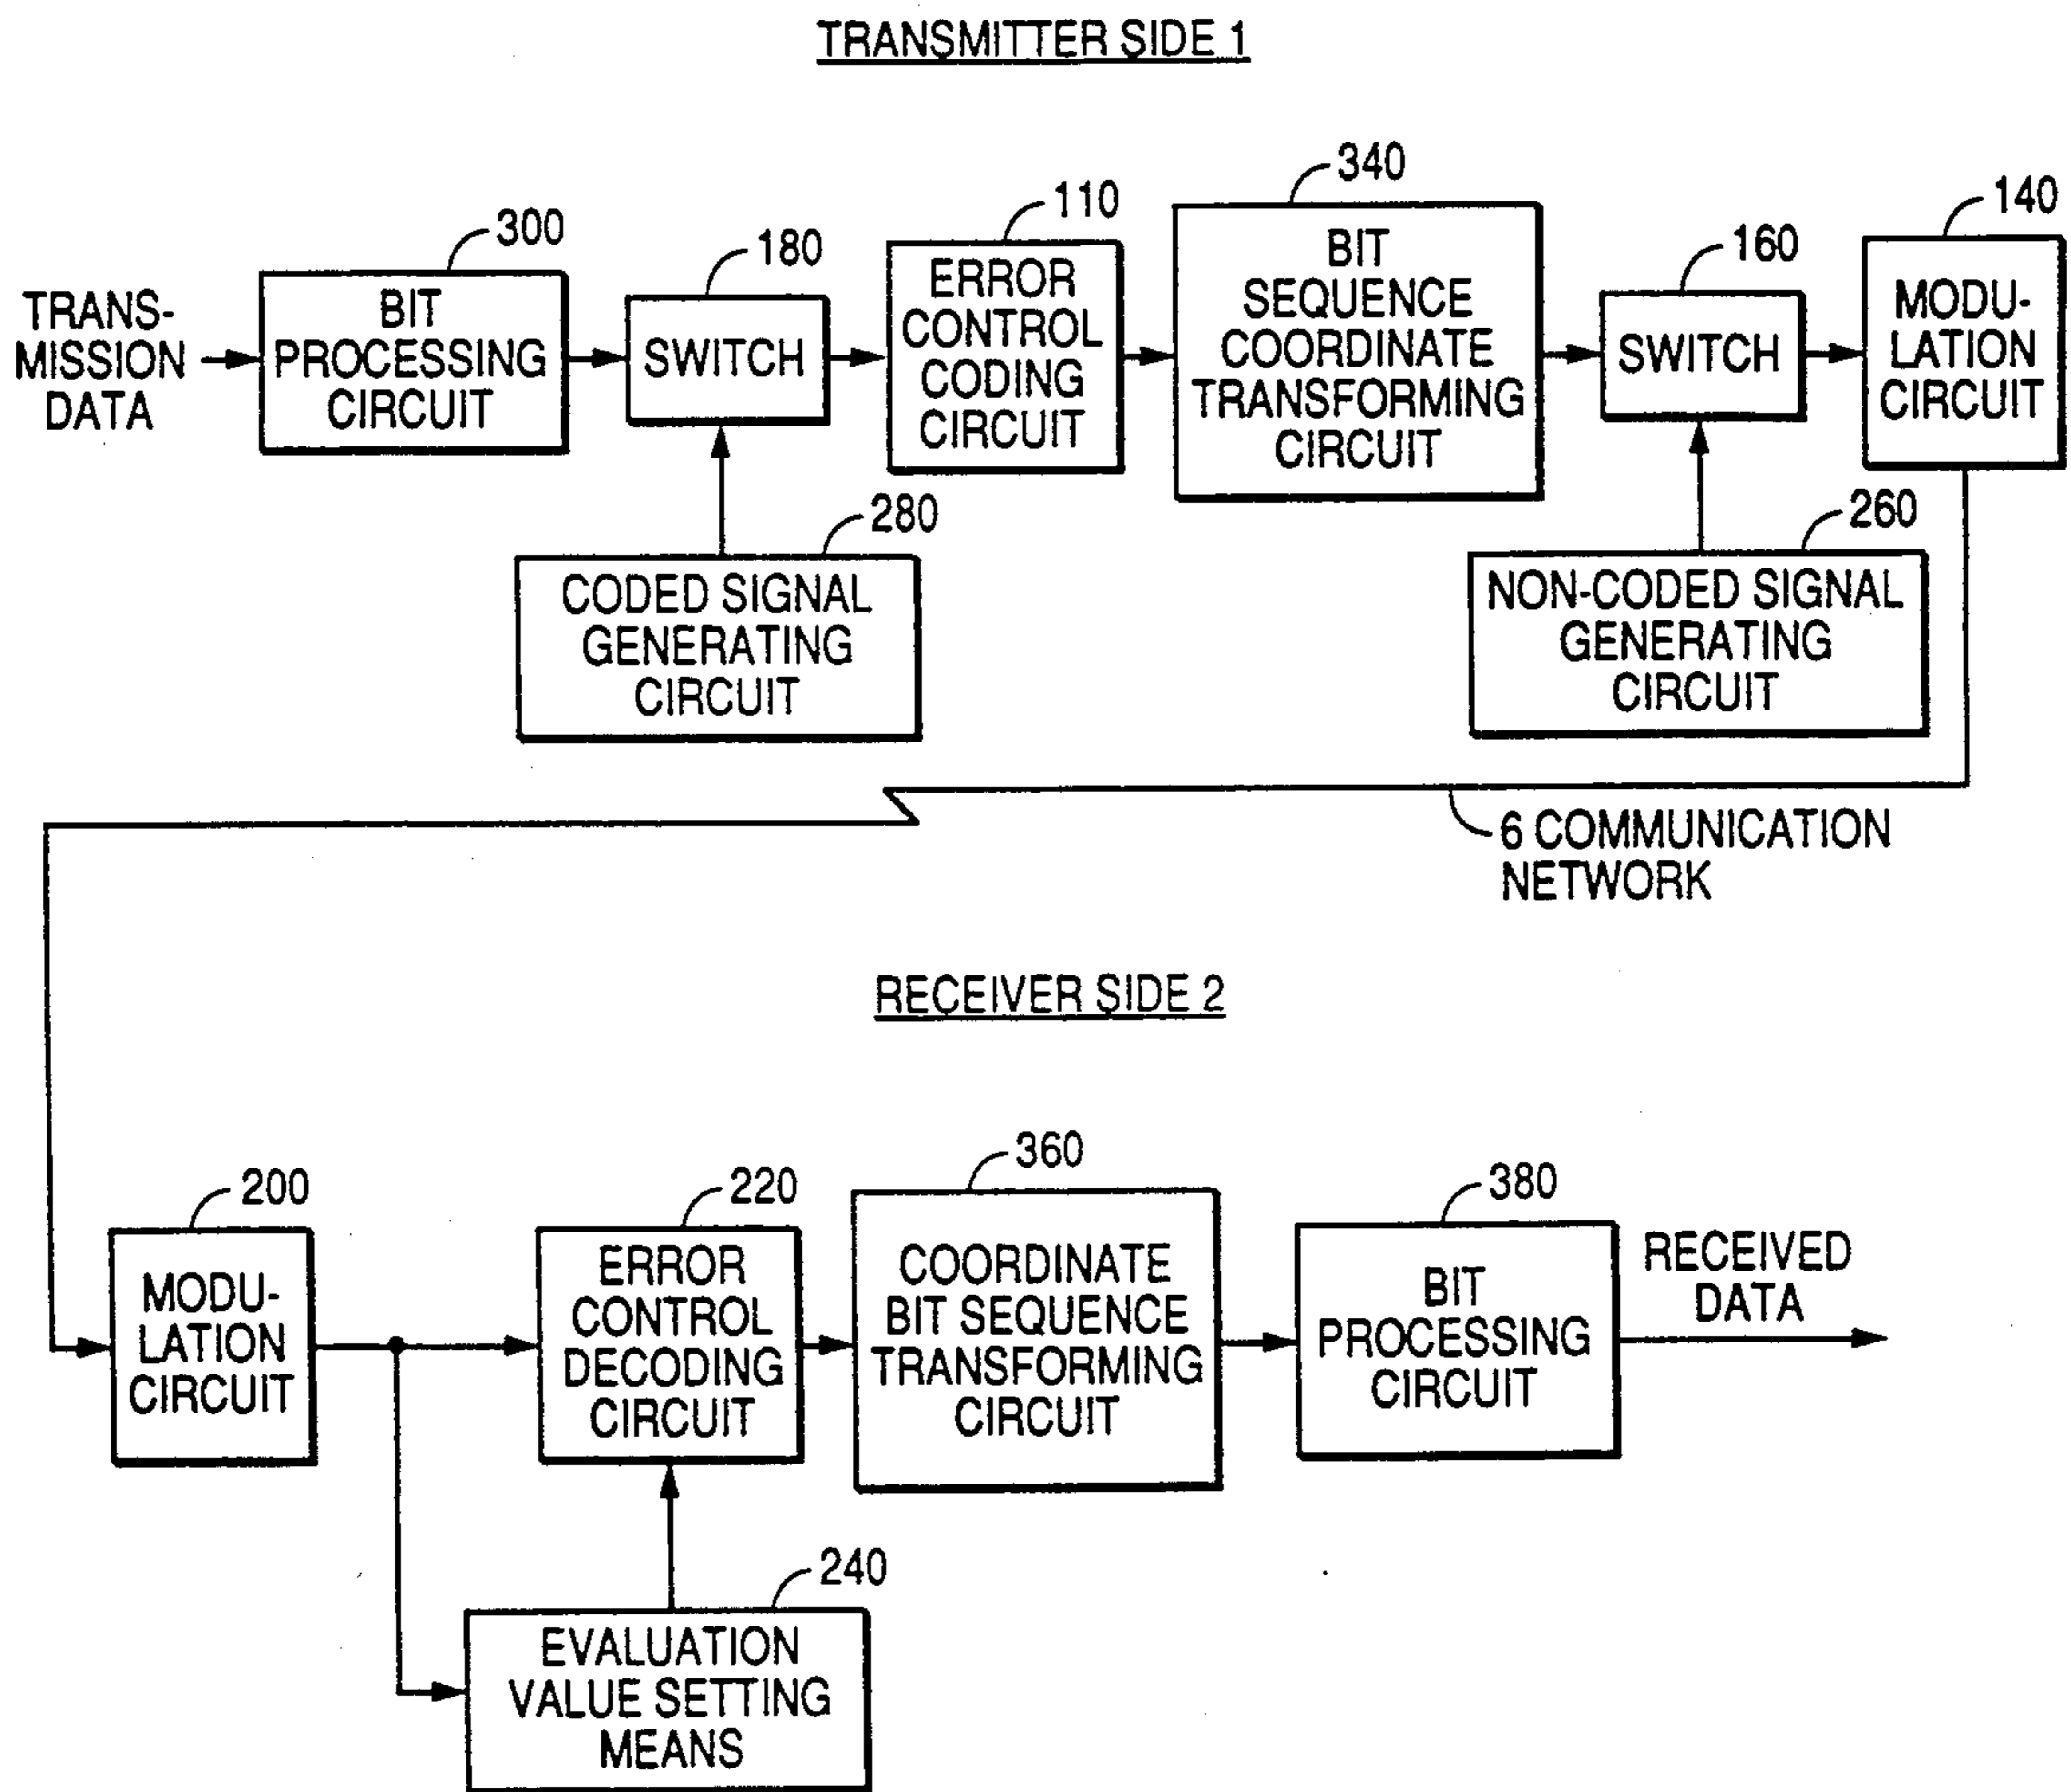 TRANSMITTER SIDE 1
300
180
110
340
160
140
TRANS-
MISSION
DATA
BIT
PROCESSING
CIRCUIT
SWITCH
ERROR
CONTROL
CODING
CIRCUIT
BIT
SEQUENCE
COORDINATE
TRANSFORMING
CIRCUIT
SWITCH
MODU-
LATION
CIRCUIT
280
CODED SIGNAL
GENERATING
CIRCUIT
260
NON-CODED SIGNAL
GENERATING
CIRCUIT
6 COMMUNICATION
NETWORK
RECEIVER SIDE 2
200
220
360
380
MODU-
LATION
CIRCUIT
ERROR
CONTROL
DECODING
CIRCUIT
COORDINATE
BIT SEQUENCE
TRANSFORMING
CIRCUIT
BIT
PROCESSING
CIRCUIT
RECEIVED
DATA
240
EVALUATION
VALUE SETTING
MEANS